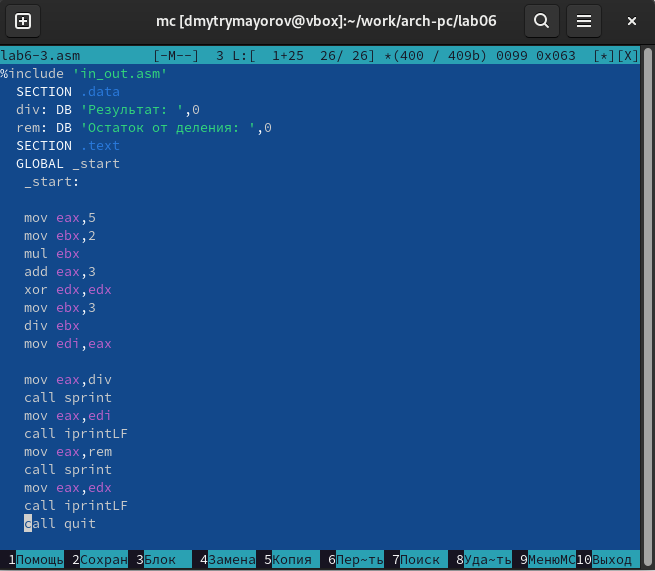 mc [dmytrymayorov@vbox]:~/work/arch-pc/lab06
lab6-3.asm [-M--] 3 L:[ 1+25 26/ 26] *(400 / 409b) 0099 0x063 [*][X]
%include 'in_out.asm'
SECTION .data
div: DB 'Результат: ',0
rem: DB 'Остаток от деления: ',0
SECTION .text
GLOBAL _start
_start:
mov eax,5
mov ebx,2
mul ebx
add eax,3
xor edx,edx
mov ebx,3
div ebx
mov edi,eax
mov eax,div
call sprint
mov eax,edi
call iprintLF
mov eax,rem
call sprint
mov eax,edx
call iprintLF
call quit
1Помощь 2Сохран 3Блок 4Замена 5Копия 6Пер~ть 7Поиск 8Уда~ть 9МенюМС 10Выход